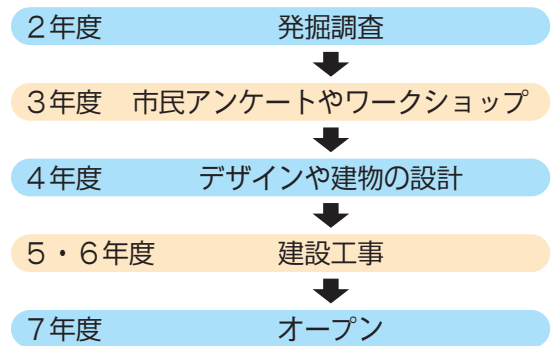 ２年度 発掘調査
３年度 市民アンケートやワークショップ
４年度 デザインや建物の設計
５・６年度 建設工事
７年度 オープン